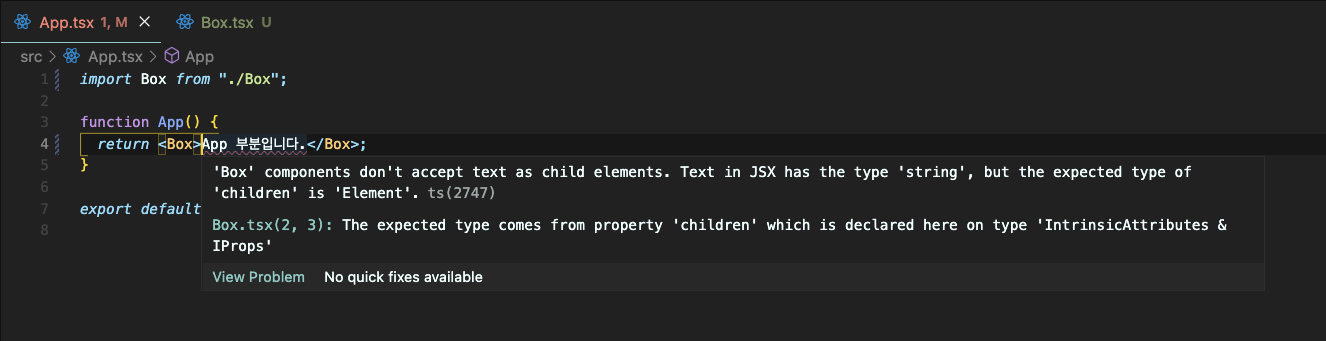 App.tsx 1, M Box.tsx U
src App.tsx App
1 import Box from "./Box";
2
3 function App() {
4 return <Box>App 부분입니다.</Box>;
5 }
'Box' components don't accept text as child elements. Text in JSX has the type 'string', but the expected type of
6
'children' is 'Element'. ts(2747)
7 export default
Box.tsx(2, 3): The expected type comes from property 'children' which is declared here on type 'IntrinsicAttributes &
8
IProps'
View Problem No quick fixes available